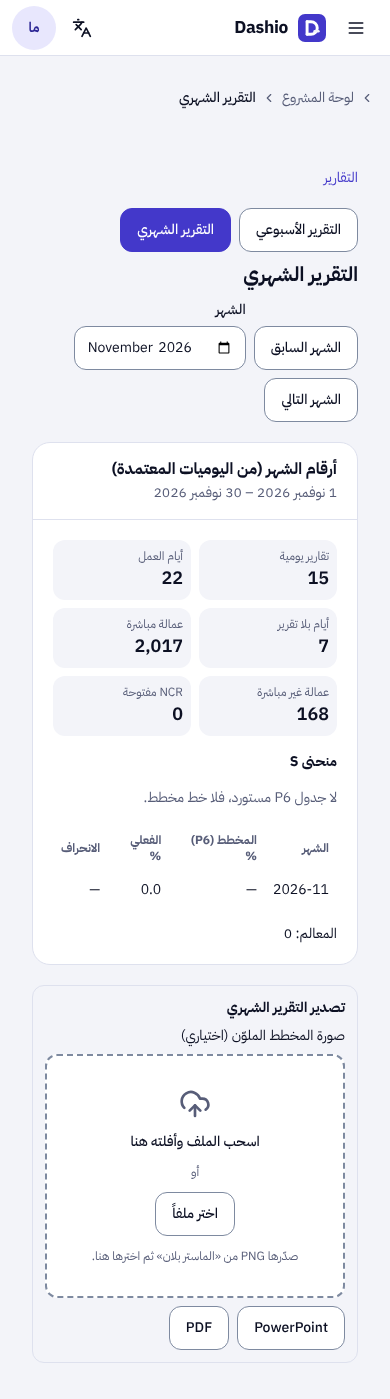 Dashio
ما
لوحة المشروع
التقرير الشهري
التقارير
التقرير الأسبوعي
التقرير الشهري
التقرير الشهري
الشهر
الشهر السابق
November 2026
الشهر التالي
أرقام الشهر (من اليوميات المعتمدة)
1 نوفمبر 2026 – 30 نوفمبر 2026
تقارير يومية
15
أيام العمل
22
أيام بلا تقرير
7
عمالة مباشرة
2,017
عمالة غير مباشرة
168
NCR مفتوحة
0
منحنى S
لا جدول P6 مستورد، فلا خط مخطط.
الشهر المخطط (P6) % الفعلي % الانحراف
2026-11 — 0.0 —
المعالم: 0
تصدير التقرير الشهري
صورة المخطط الملوّن (اختياري)
اسحب الملف وأفلته هنا
أو
اختر ملفاً
صدّرها PNG من «الماستر بلان» ثم اخترها هنا.
PowerPoint
PDF